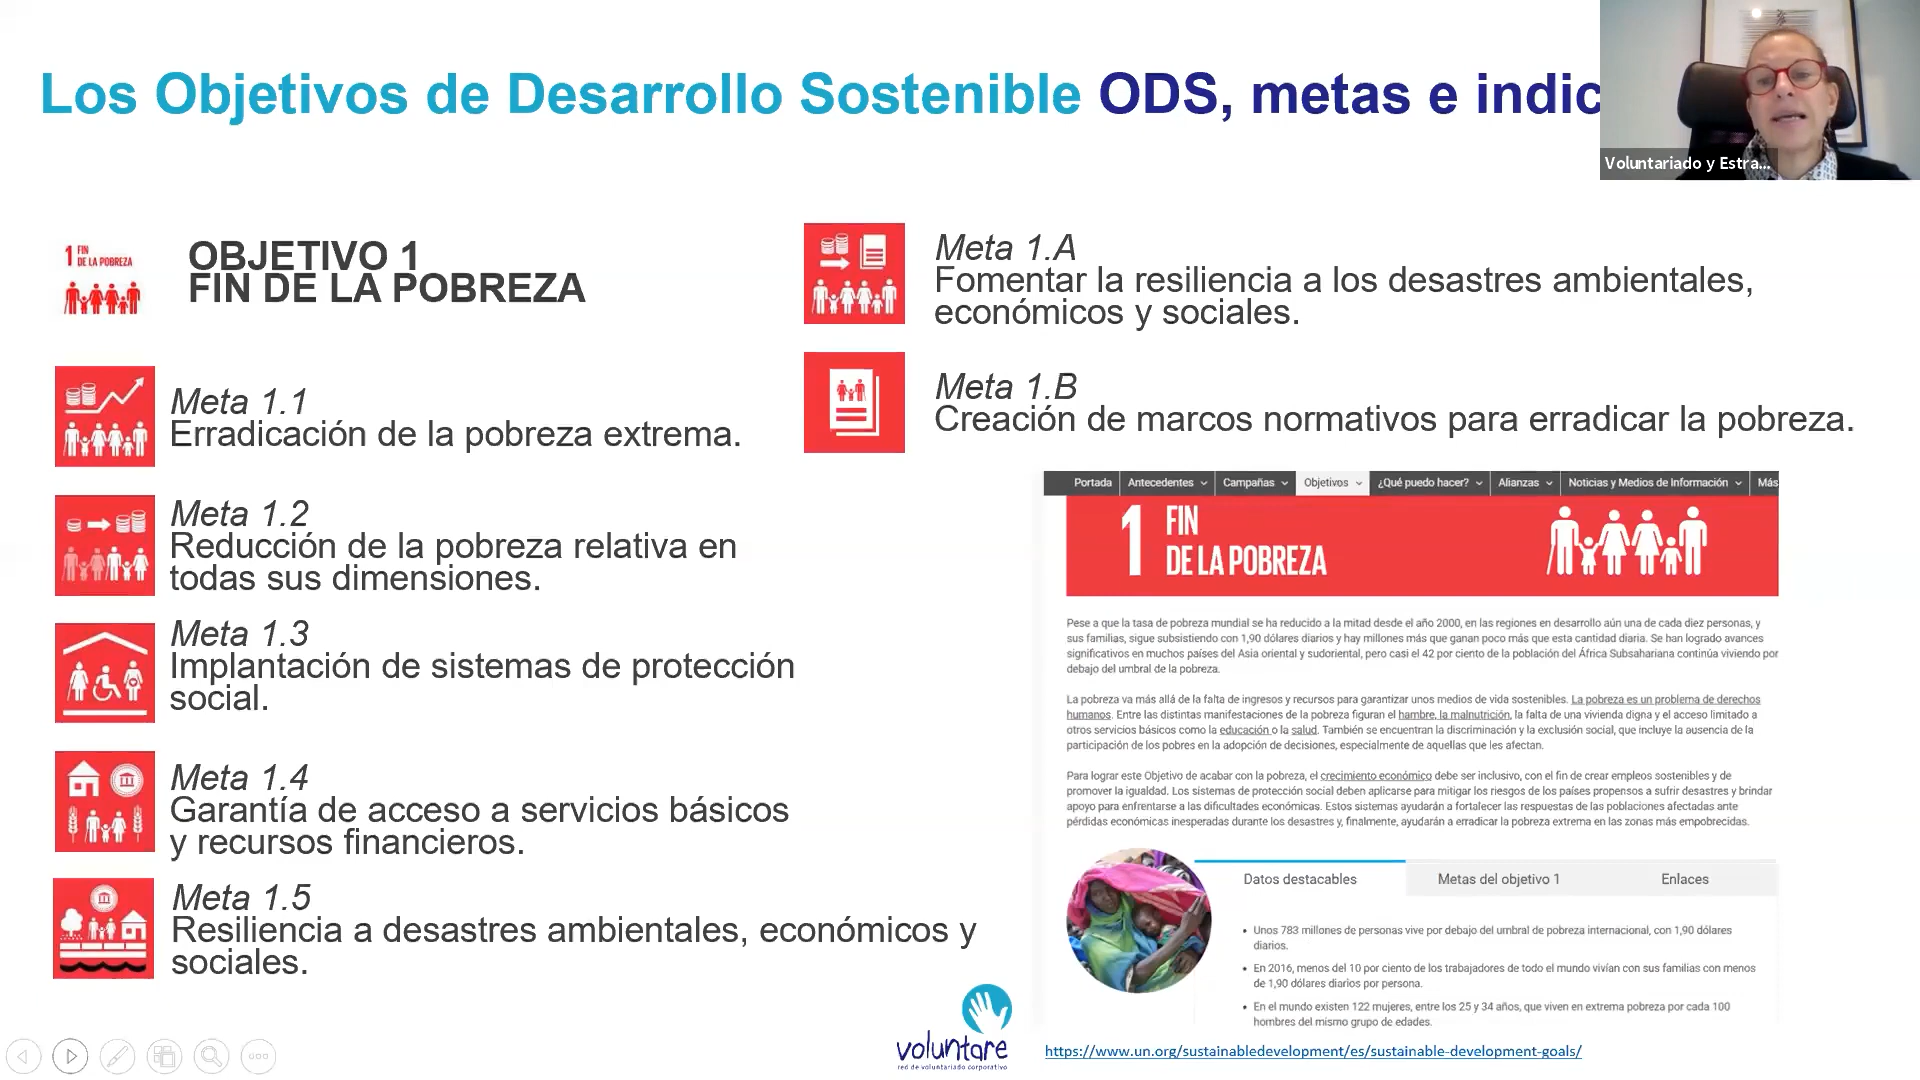 Los Objetivos de Desarrollo Sostenible ODS, metas e indic
Voluntariado y Estra...
1 FIN
DE LA POBREZA
OBJETIVO 1
FIN DE LA POBREZA
Meta 1.1
Erradicación de la pobreza extrema.
Meta 1.2
Reducción de la pobreza relativa en
todas sus dimensiones.
Meta 1.3
Implantación de sistemas de protección
social.
Meta 1.4
Garantía de acceso a servicios básicos
y recursos financieros.
Meta 1.5
Resiliencia a desastres ambientales, económicos y
sociales.
Meta 1.A
Fomentar la resiliencia a los desastres ambientales,
económicos y sociales.
Meta 1.B
Creación de marcos normativos para erradicar la pobreza.
Portada Antecedentes Campañas Objetivos ¿Qué puedo hacer? Alianzas Noticias y Medios de Información Más
1 FIN
DE LA POBREZA
Pese a que la tasa de pobreza mundial se ha reducido a la mitad desde el año 2000, en las regiones en desarrollo aún una de cada diez personas, y
sus familias, sigue subsistiendo con 1,90 dólares diarios y hay millones más que ganan poco más que esta cantidad diaria. Se han logrado avances
significativos en muchos países del Asia oriental y sudoriental, pero casi el 42 por ciento de la población del África Subsahariana continúa viviendo por
debajo del umbral de la pobreza.
La pobreza va más allá de la falta de ingresos y recursos para garantizar unos medios de vida sostenibles. La pobreza es un problema de derechos
humanos. Entre las distintas manifestaciones de la pobreza figuran el hambre, la malnutrición, la falta de una vivienda digna y el acceso limitado a
otros servicios básicos como la educación o la salud. También se encuentran la discriminación y la exclusión social, que incluye la ausencia de la
participación de los pobres en la adopción de decisiones, especialmente de aquellas que les afectan.
Para lograr este Objetivo de acabar con la pobreza, el crecimiento económico debe ser inclusivo, con el fin de crear empleos sostenibles y de
promover la igualdad. Los sistemas de protección social deben aplicarse para mitigar los riesgos de los países propensos a sufrir desastres y brindar
apoyo para enfrentarse a las dificultades económicas. Estos sistemas ayudarán a fortalecer las respuestas de las poblaciones afectadas ante
pérdidas económicas inesperadas durante los desastres y, finalmente, ayudarán a erradicar la pobreza extrema en las zonas más empobrecidas.
Datos destacables Metas del objetivo 1 Enlaces
• Unos 783 millones de personas vive por debajo del umbral de pobreza internacional, con 1,90 dólares
diarios.
• En 2016, menos del 10 por ciento de los trabajadores de todo el mundo vivían con sus familias con menos
de 1,90 dólares diarios por persona.
• En el mundo existen 122 mujeres, entre los 25 y 34 años, que viven en extrema pobreza por cada 100
hombres del mismo grupo de edades.
voluntare
red de voluntariado corporativo
https://www.un.org/sustainabledevelopment/es/sustainable-development-goals/